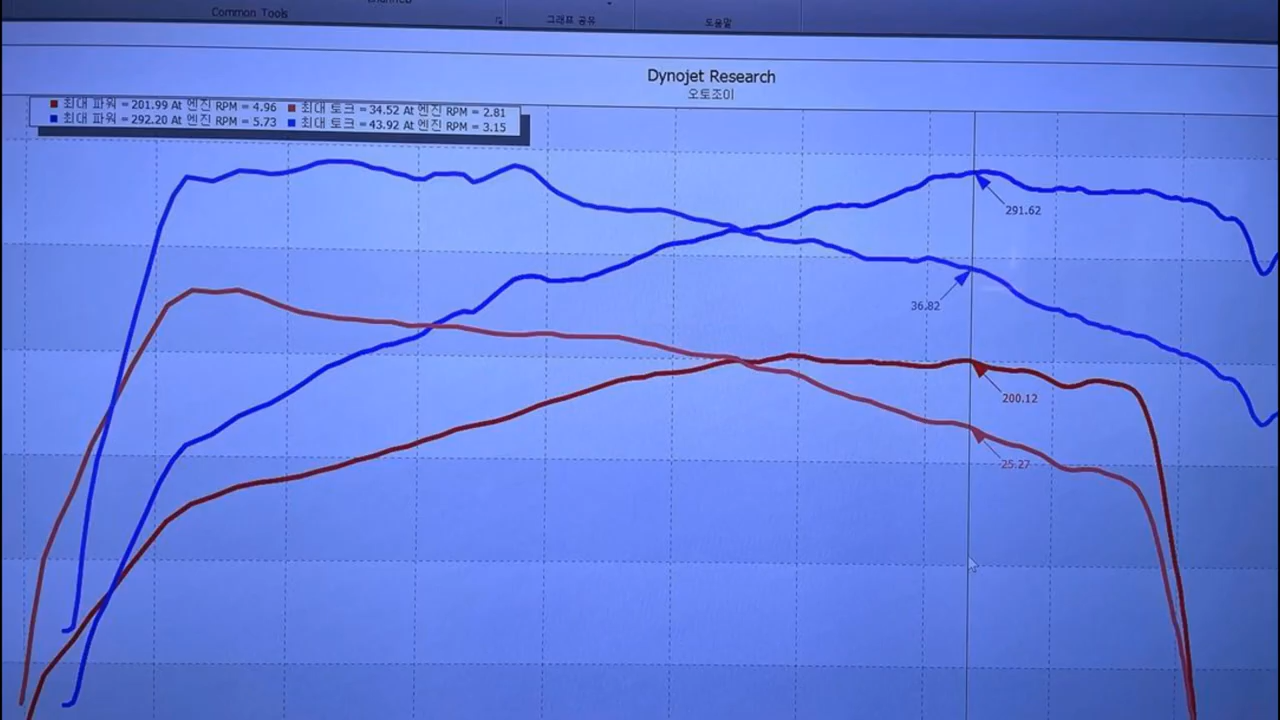 Common Tools
그래프 공유
도움말
Dynojet Research
오토조이
최대 파워 = 201.99 At 엔진 RPM = 4.96 최대 토크 = 34.52 At 엔진 RPM = 2.81
최대 파워 = 292.20 At 엔진 RPM = 5.73 최대 토크 = 43.92 At 엔진 RPM = 3.15
291.62
36.82
200.12
25.27